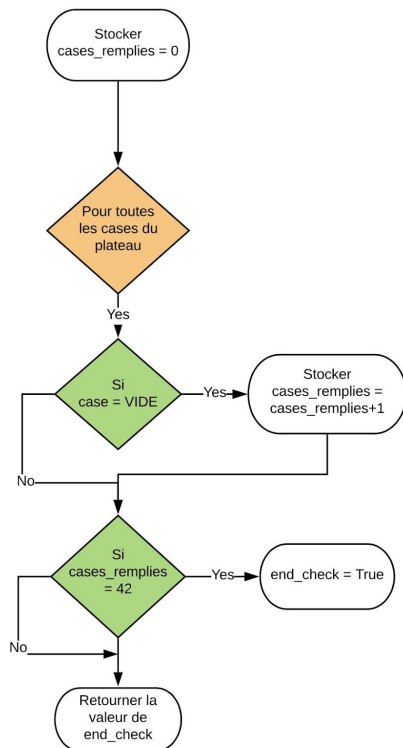 Stocker
cases_remplies = 0
Pour toutes
les cases du
plateau
Yes
Si
case = VIDE
Yes
Stocker
cases_remplies =
cases_remplies+1
No
Si
cases_remplies
= 42
Yes
end_check = True
No
Retourner la
valeur de
end_check